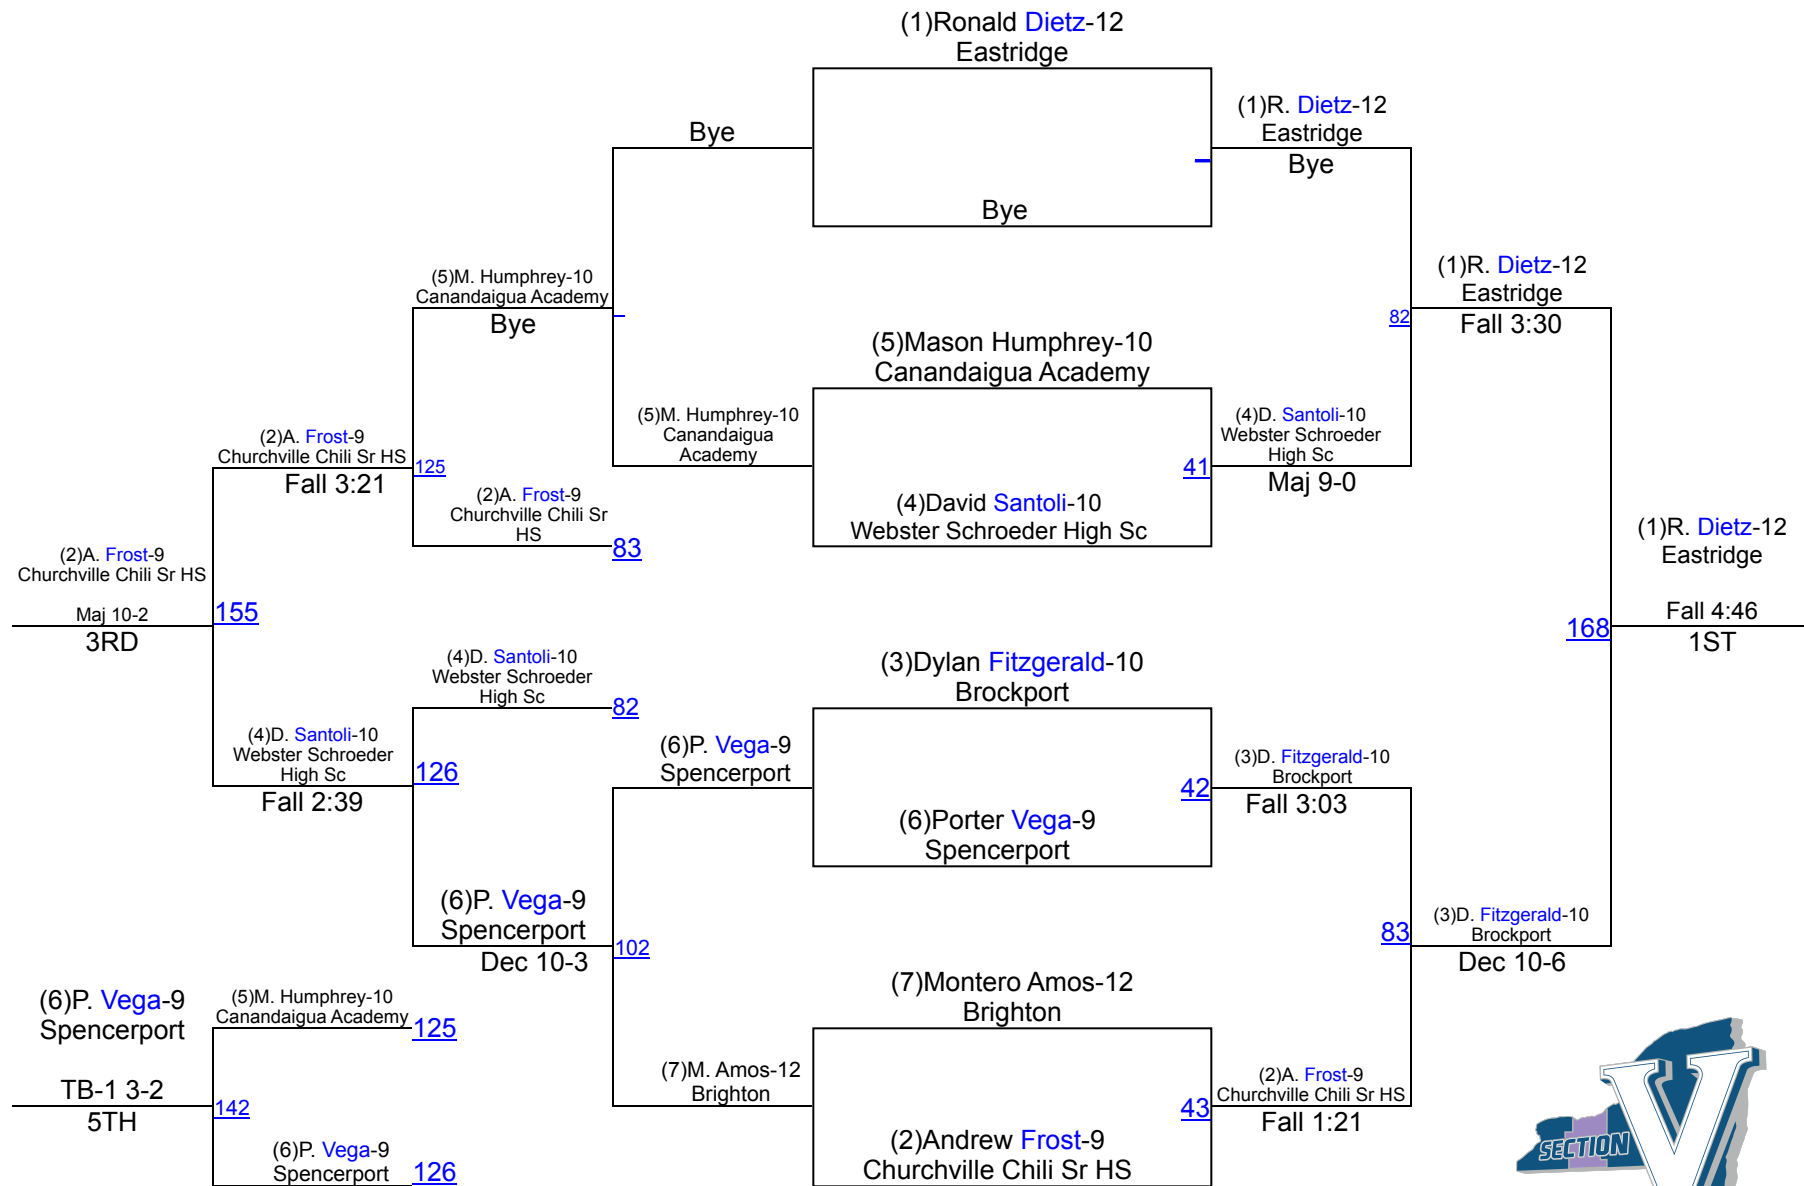 (1)Ronald Dietz-12
Eastridge
Bye
(1)R. Dietz-12
Eastridge
Bye
Bye
(5)M. Humphrey-10
Canandaigua Academy
Bye
(1)R. Dietz-12
Eastridge
82
Fall 3:30
(5)Mason Humphrey-10
Canandaigua Academy
(5)M. Humphrey-10
Canandaigua
Academy
(4)D. Santoli-10
Webster Schroeder
High Sc
41
Maj 9-0
(2)A. Frost-9
Churchville Chili Sr HS
125
Fall 3:21
(2)A. Frost-9
Churchville Chili Sr
HS
83
(4)David Santoli-10
Webster Schroeder High Sc
(2)A. Frost-9
Churchville Chili Sr HS
Maj 10-2
155
3RD
(1)R. Dietz-12
Eastridge
Fall 4:46
168
1ST
(4)D. Santoli-10
Webster Schroeder
High Sc
82
(3)Dylan Fitzgerald-10
Brockport
(4)D. Santoli-10
Webster Schroeder
High Sc
126
Fall 2:39
(6)P. Vega-9
Spencerport
(3)D. Fitzgerald-10
Brockport
42
Fall 3:03
(6)Porter Vega-9
Spencerport
(6)P. Vega-9
Spencerport
102
Dec 10-3
83
(3)D. Fitzgerald-10
Brockport
Dec 10-6
(6)P. Vega-9
Spencerport
(5)M. Humphrey-10
Canandaigua Academy
125
(7)Montero Amos-12
Brighton
TB-1 3-2
142
5TH
(7)M. Amos-12
Brighton
(2)A. Frost-9
Churchville Chili Sr HS
43
Fall 1:21
(6)P. Vega-9
Spencerport
126
(2)Andrew Frost-9
Churchville Chili Sr HS
SECTION V